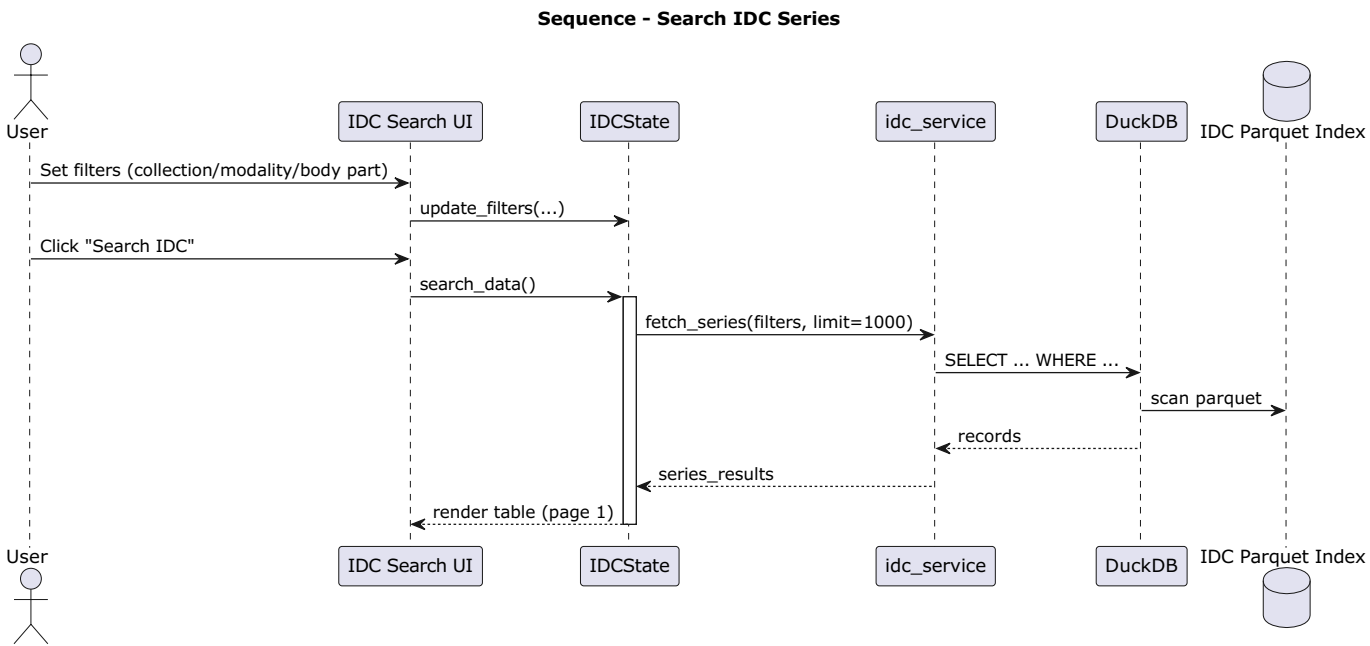 Sequence - Search IDC Series
User
IDC Search UI
IDCState
idc_service
DuckDB
IDC Parquet Index
Set filters (collection/modality/body part)
update_filters(...)
Click "Search IDC"
search_data()
fetch_series(filters, limit=1000)
SELECT ... WHERE ...
scan parquet
records
series_results
render table (page 1)
User
IDC Search UI
IDCState
idc_service
DuckDB
IDC Parquet Index